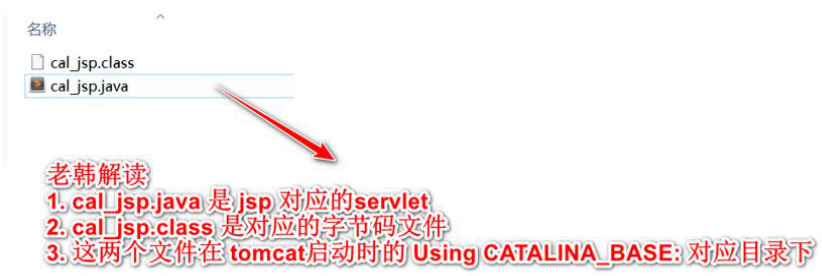 名称
cal_jsp.class
cal_jsp.java
老韩解读
1. cal_jsp.java 是 jsp 对应的servlet
2. cal_jsp.class 是对应的字节码文件
3. 这两个文件在 tomcat启动时的 Using CATALINA_BASE: 对应目录下